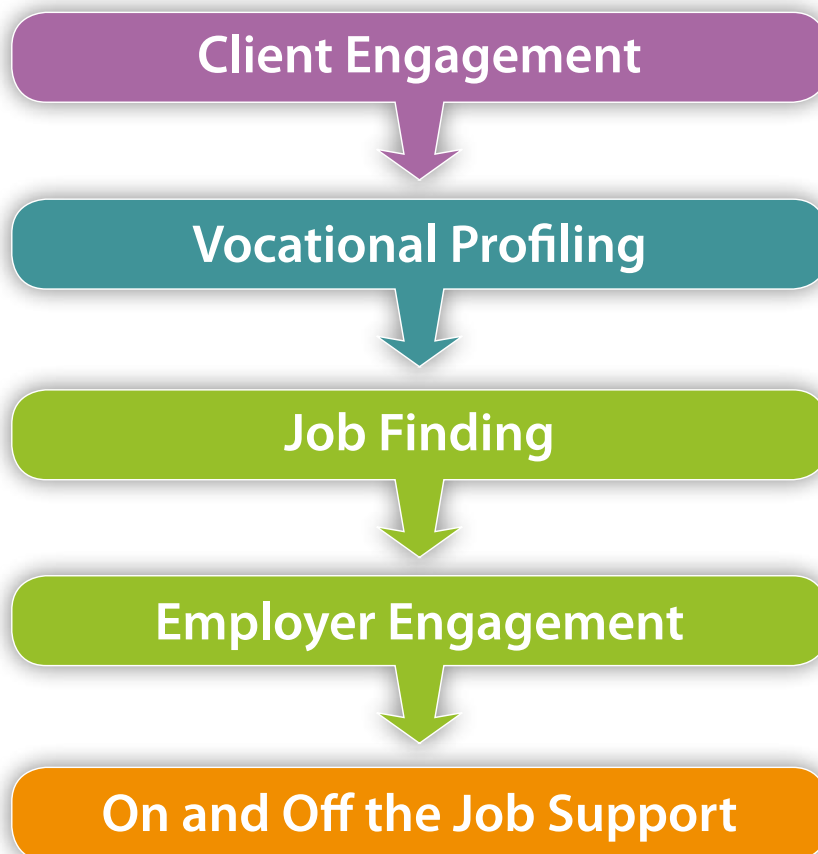 Client Engagement
Vocational Profiling
Job Finding
Employer Engagement
On and Off the Job Support